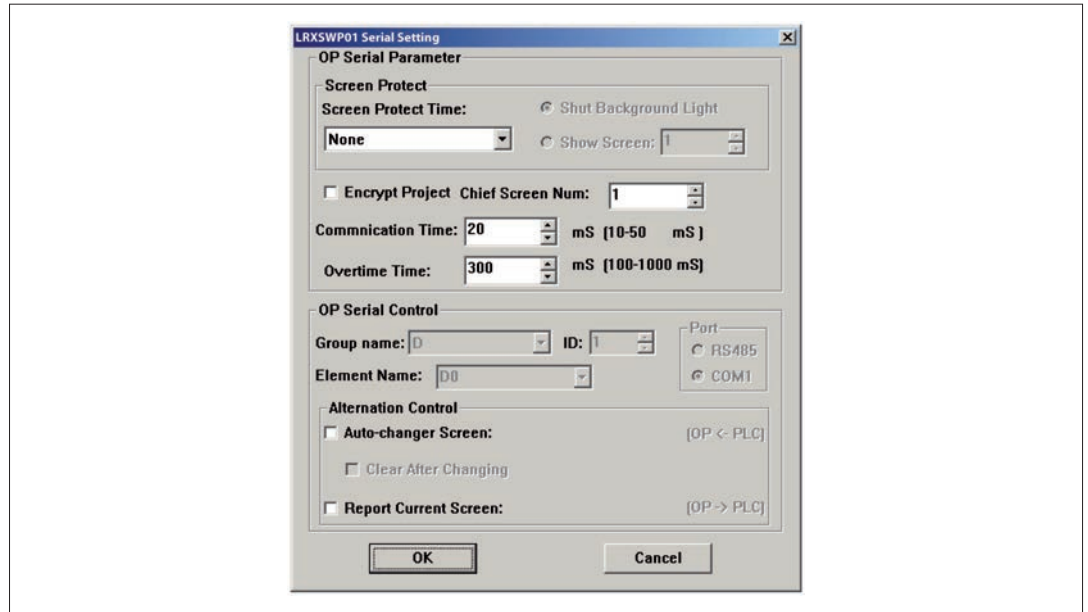 LRXSWP01 Serial Setting
OP Serial Parameter
Screen Protect
Screen Protect Time:
Shut Background Light
None
Show Screen: 1
Encrypt Project Chief Screen Num: 1
Commnication Time: 20 mS (10-50 mS)
Overtime Time: 300 mS (100-1000 mS)
OP Serial Control
Group name: D ID: 1
Port
RS485
COM1
Element Name: D0
Alternation Control
Auto-changer Screen: (OP <- PLC)
Clear After Changing
Report Current Screen: (OP -> PLC)
OK Cancel